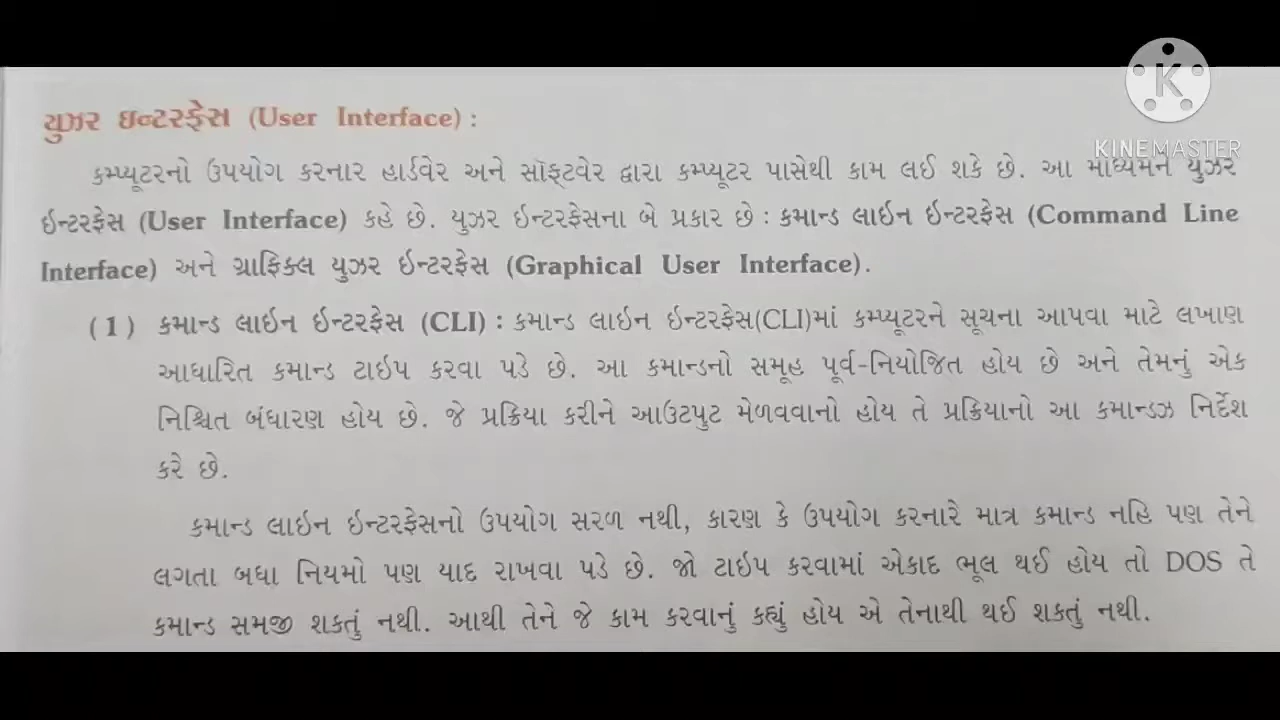 યુઝર ઇન્ટરફેસ (User Interface) :
K
KINEMASTER
કમ્પ્યૂટરનો ઉપયોગ કરનાર હાર્ડવેર અને સૉફ્ટવેર દ્વારા કમ્પ્યૂટર પાસેથી કામ લઈ શકે છે. આ માધ્યમને યુઝર
ઇન્ટરફેસ (User Interface) કહે છે. યુઝર ઇન્ટરફેસના બે પ્રકાર છે : કમાન્ડ લાઇન ઇન્ટરફેસ (Command Line
Interface) અને ગ્રાફિકલ યુઝર ઇન્ટરફેસ (Graphical User Interface).
(1) કમાન્ડ લાઇન ઇન્ટરફેસ (CLI) : કમાન્ડ લાઇન ઇન્ટરફેસ(CLI)માં કમ્પ્યૂટરને સૂચના આપવા માટે લખાણ
આધારિત કમાન્ડ ટાઇપ કરવા પડે છે. આ કમાન્ડનો સમૂહ પૂર્વ-નિયોજિત હોય છે અને તેમનું એક
નિશ્ચિત બંધારણ હોય છે. જે પ્રક્રિયા કરીને આઉટપુટ મેળવવાનો હોય તે પ્રક્રિયાનો આ કમાન્ડઝ નિર્દેશ
કરે છે.
કમાન્ડ લાઇન ઇન્ટરફેસનો ઉપયોગ સરળ નથી, કારણ કે ઉપયોગ કરનારે માત્ર કમાન્ડ નહિ પણ તેને
લગતા બધા નિયમો પણ યાદ રાખવા પડે છે. જો ટાઇપ કરવામાં એકાદ ભૂલ થઈ હોય તો DOS તે
કમાન્ડ સમજી શકતું નથી. આથી તેને જે કામ કરવાનું કહ્યું હોય એ તેનાથી થઈ શકતું નથી.